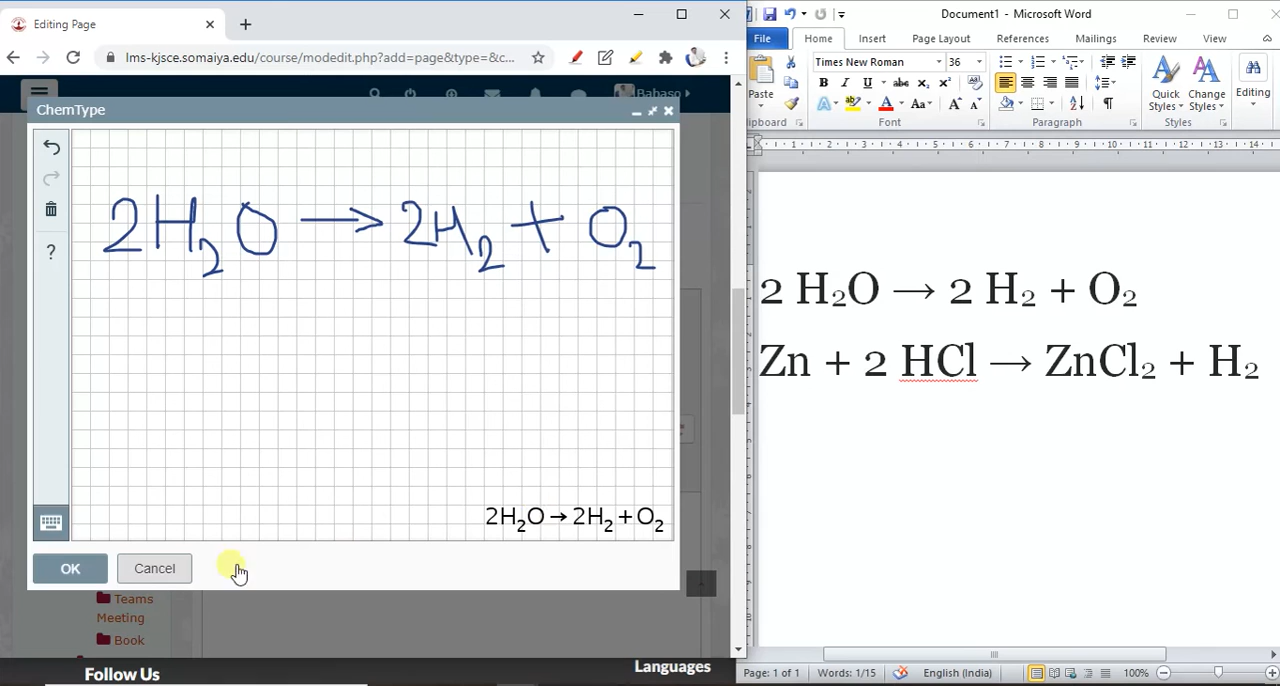 Editing Page
lms-kjsce.somaiya.edu/course/modedit.php?add=page&type=&c...
Bahaso
ChemType
2H₂O → 2H₂ + O₂
?
2H₂O → 2H₂ + O₂
OK
Cancel
Teams
Meeting
Book
Follow Us
Languages
Document1 - Microsoft Word
File
Home
Insert
Page Layout
References
Mailings
Review
View
Paste
Times New Roman
36
Quick Styles
Change Styles
Editing
lipboard
Font
Paragraph
Styles
2 H₂O → 2 H₂ + O₂
Zn + 2 HCl → ZnCl₂ + H₂
Page: 1 of 1
Words: 1/15
English (India)
100%